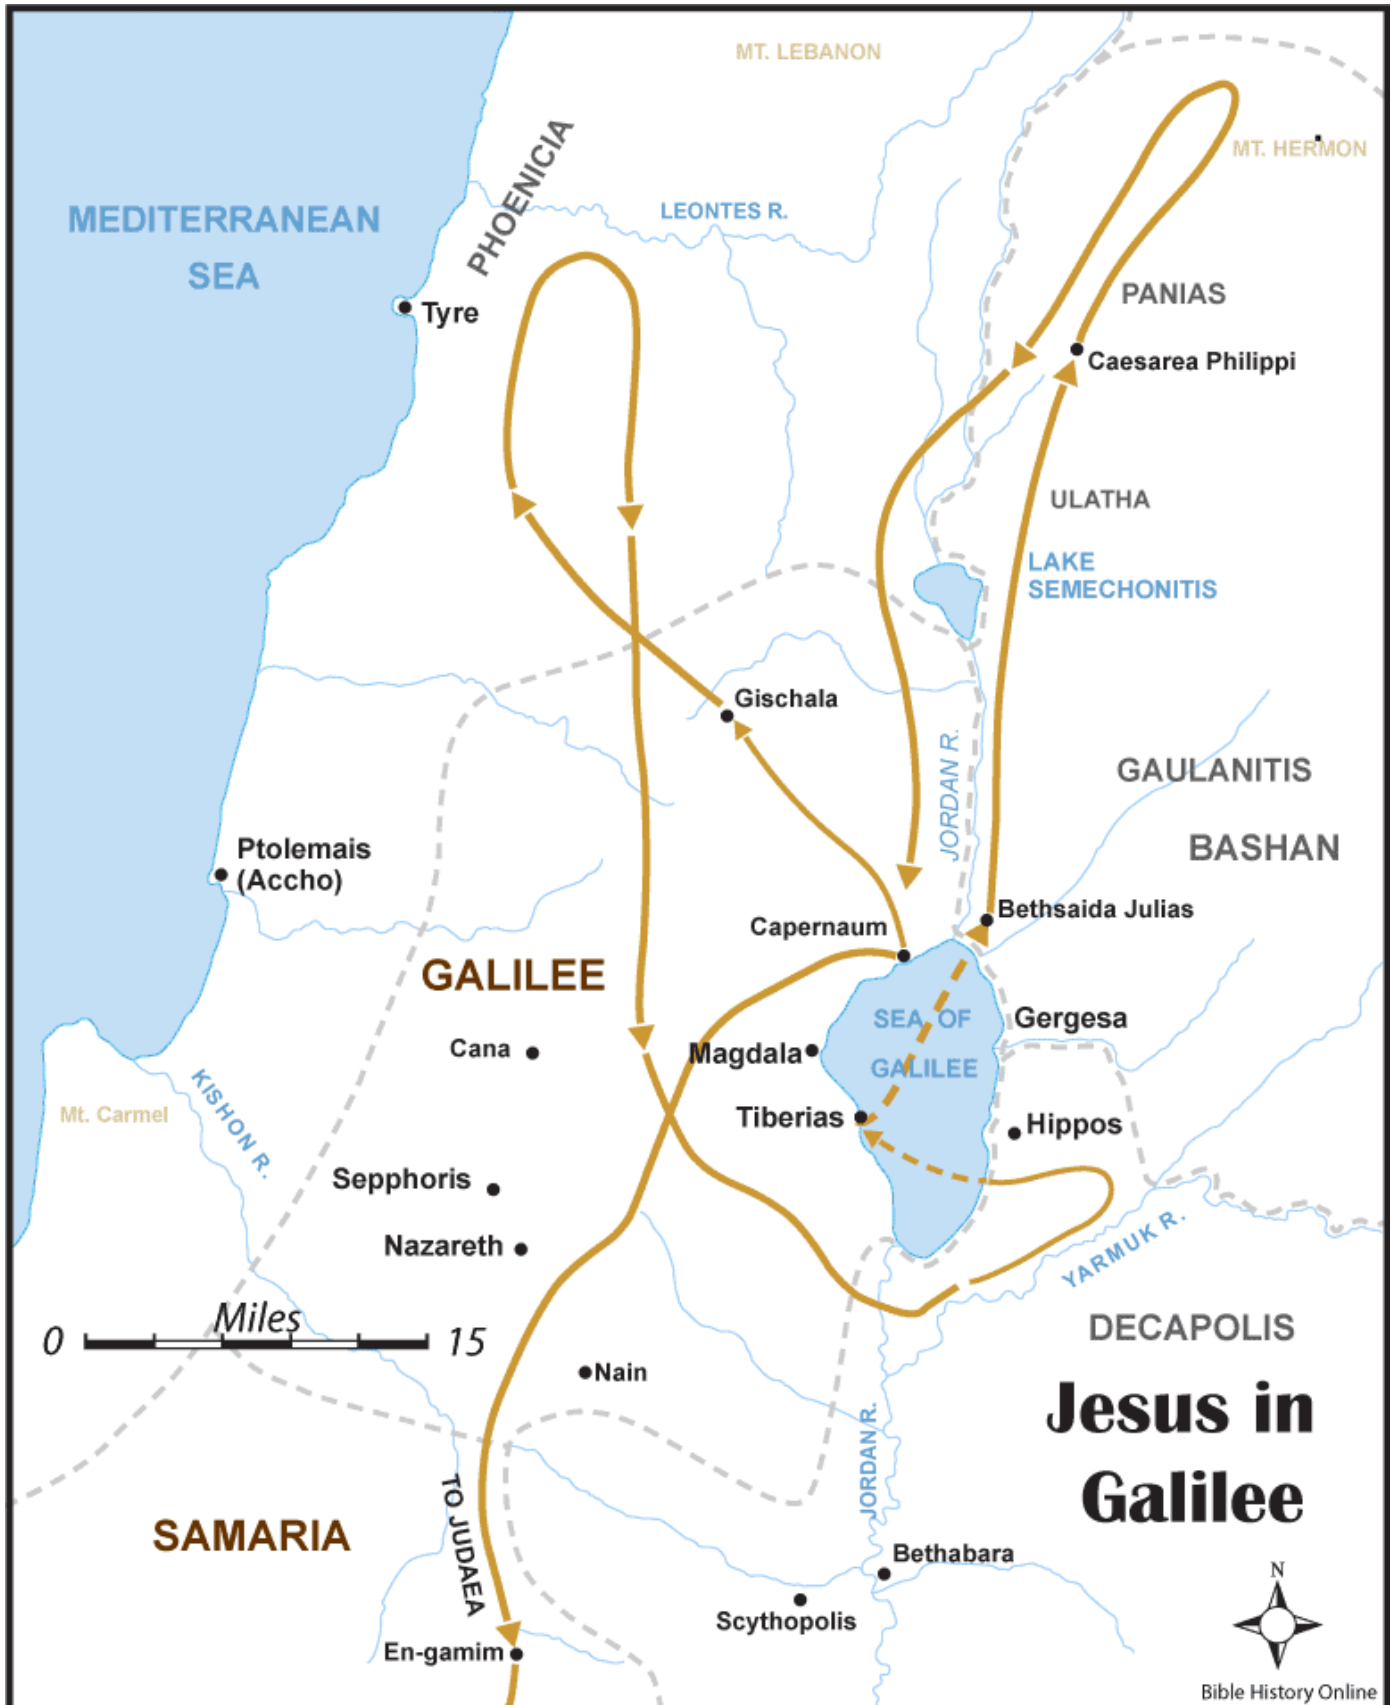 MT. LEBANON
MT. HERMON
PHOENICIA
LEONTES R.
MEDITERRANEAN
SEA
PANIAS
Tyre
Caesarea Philippi
ULATHA
LAKE
SEMECHONITIS
Gischala
JORDAN R.
GAULANITIS
BASHAN
Ptolemais
(Accho)
Bethsaida Julias
Capernaum
GALILEE
SEA OF
GALILEE
Gergesa
Cana
Magdala
Mt. Carmel
KISHON R.
Tiberias
Hippos
Sepphoris
Nazareth
YARMUK R.
Miles
0
15
DECAPOLIS
Nain
Jesus in
Galilee
JORDAN R.
TO JUDAEA
SAMARIA
Bethabara
Scythopolis
En-gamim
N
Bible History Online